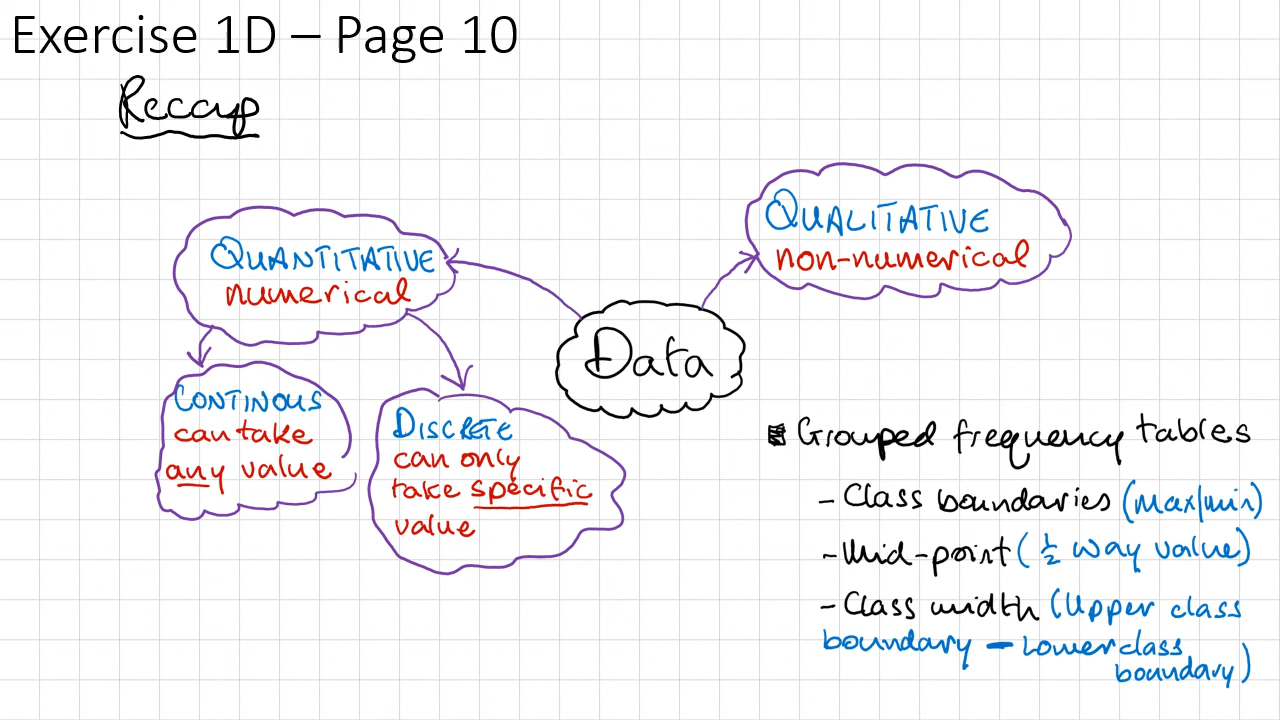 Exercise 1D – Page 10
Recap
QUANTITATIVE
numerical
CONTINOUS
can take
any value
DISCRETE
can only
take specific
value
Data
QUALITATIVE
non-numerical
Grouped frequency tables
- Class boundaries (max/min)
- Mid-point (½ way value)
- Class width (Upper class
boundary - Lower class
boundary)